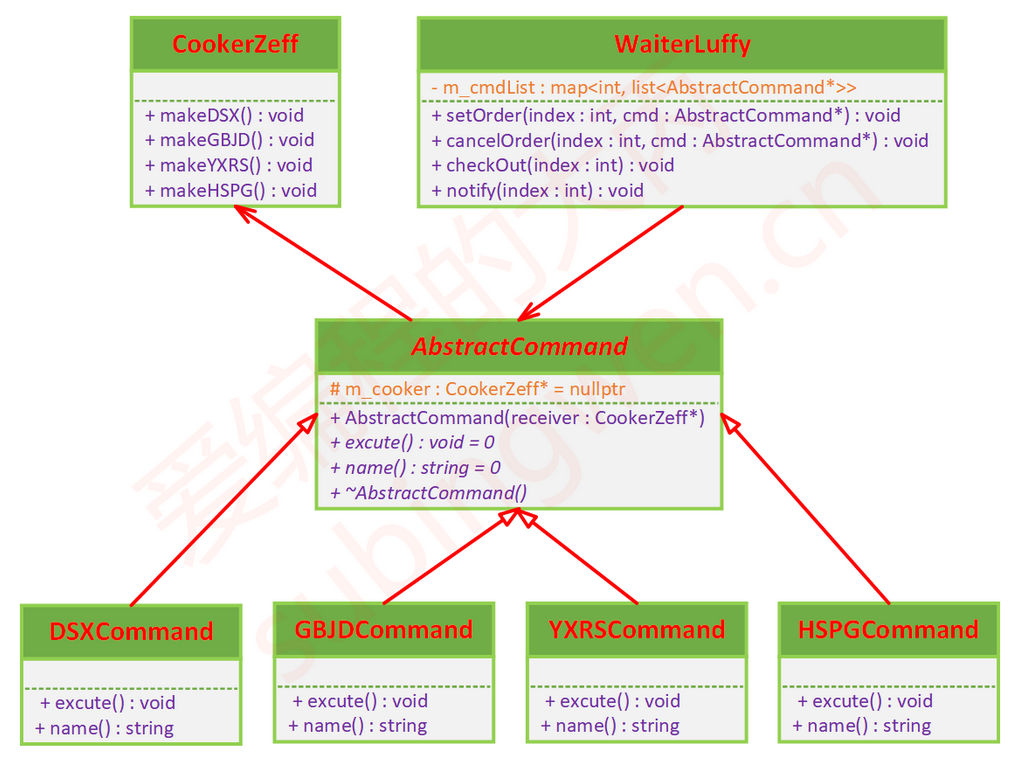 CookerZeff
+ makeDSX() : void
+ makeGBJD() : void
+ makeYXRS() : void
+ makeHSPG() : void
WaiterLuffy
- m_cmdList : map<int, list<AbstractCommand*>>
+ setOrder(index : int, cmd : AbstractCommand*) : void
+ cancelOrder(index : int, cmd : AbstractCommand*) : void
+ checkOut(index : int) : void
+ notify(index : int) : void
AbstractCommand
# m_cooker : CookerZeff* = nullptr
+ AbstractCommand(receiver : CookerZeff*)
+ excute() : void = 0
+ name() : string = 0
+ ~AbstractCommand()
DSXCommand
+ excute() : void
+ name() : string
GBJDCommand
+ excute() : void
+ name() : string
YXRSCommand
+ excute() : void
+ name() : string
HSPGCommand
+ excute() : void
+ name() : string
爱编程的大丙
subingwen.cn